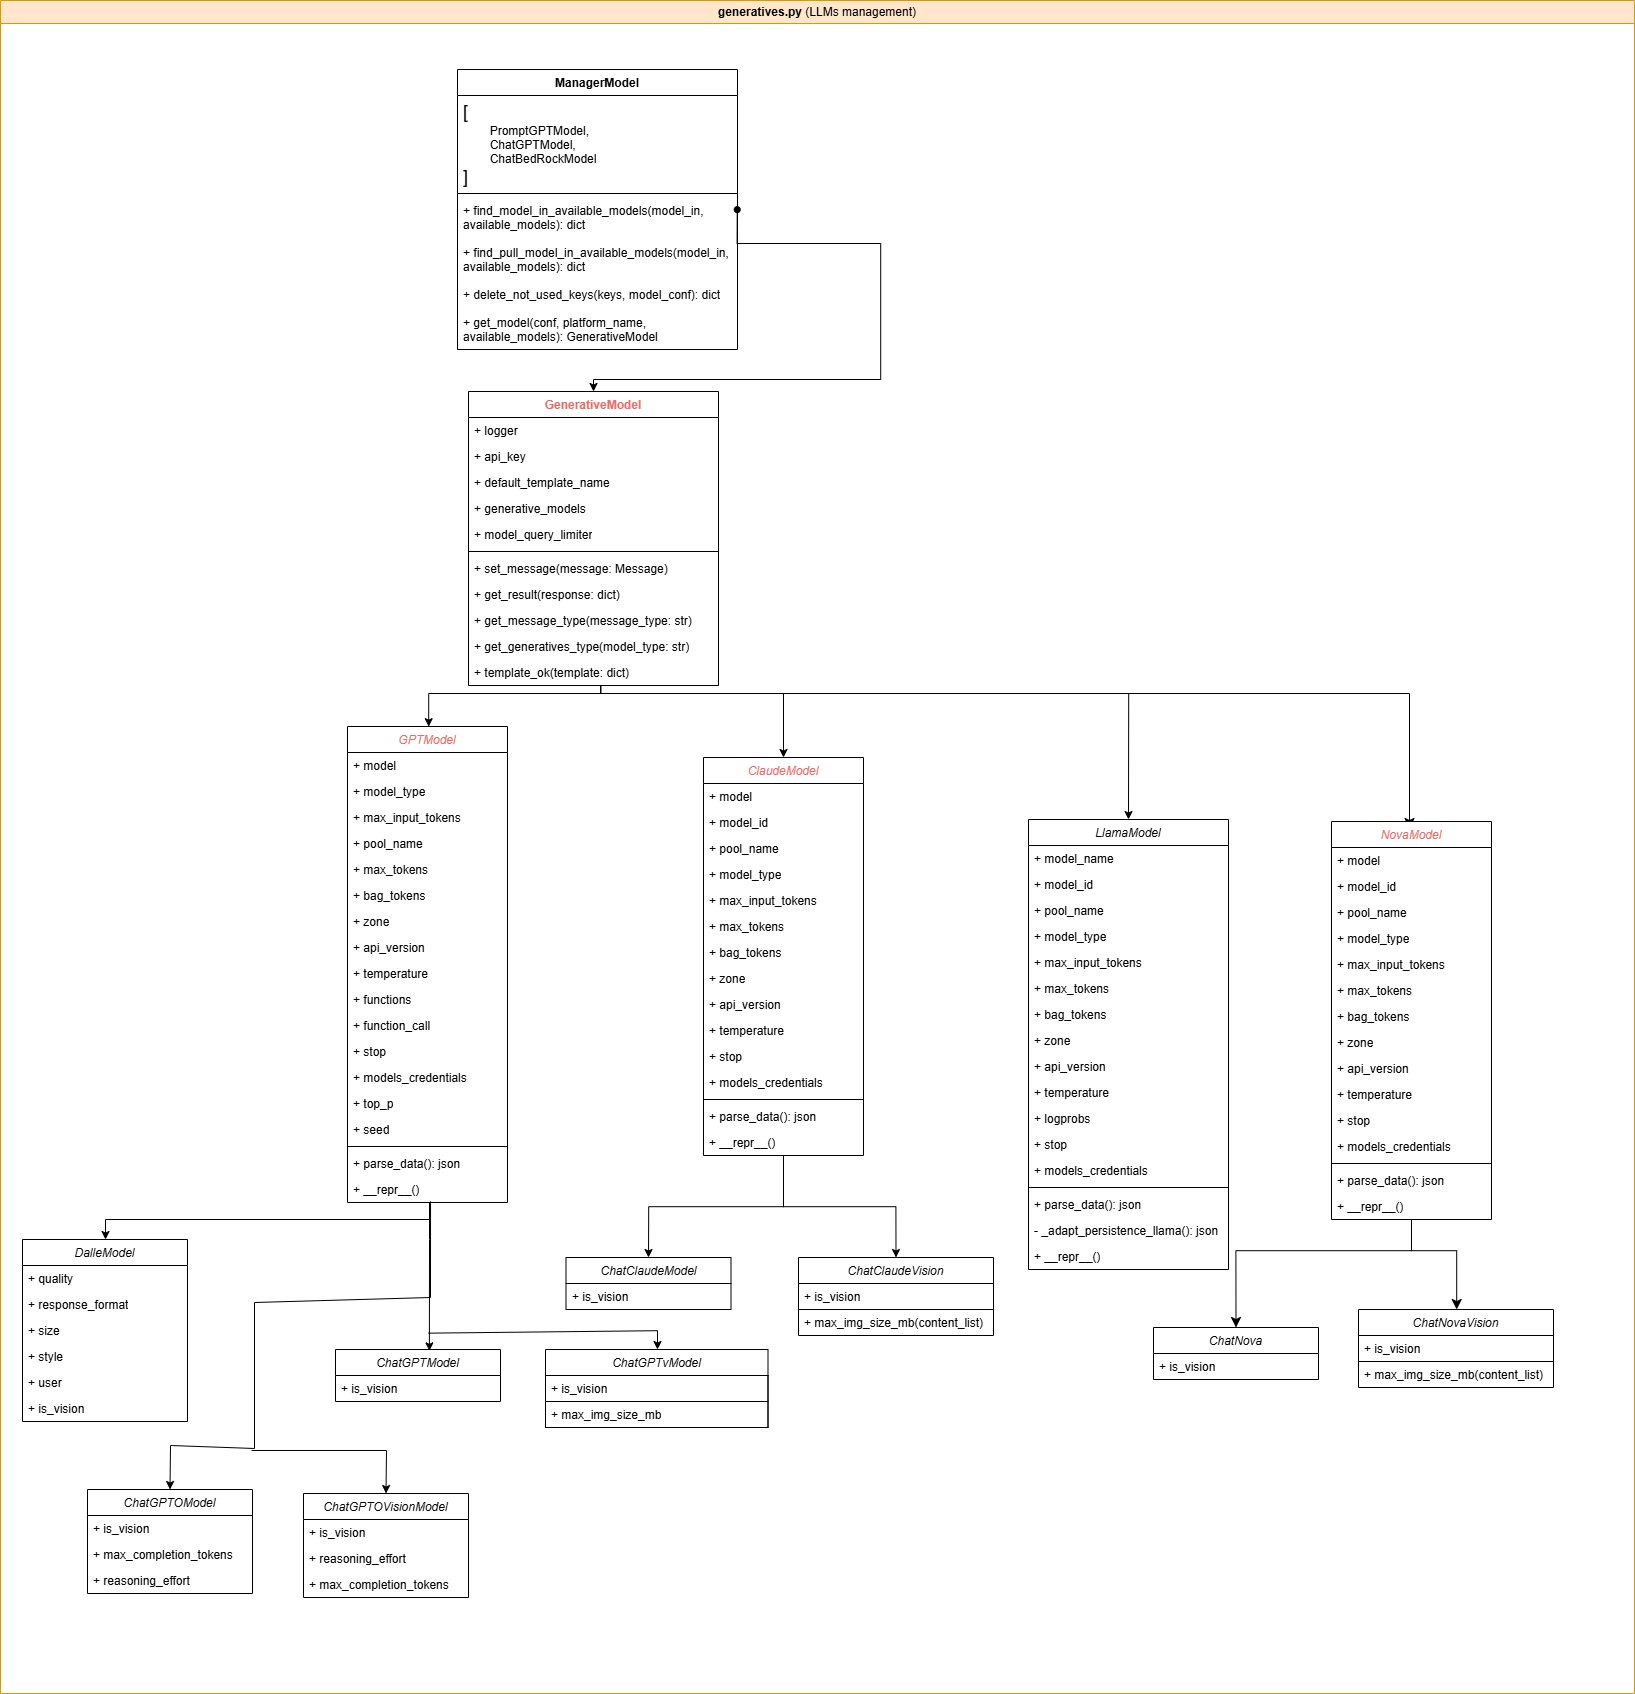 generatives.py (LLMs management)
ManagerModel
[
PromptGPTModel,
ChatGPTModel,
ChatBedRockModel
]
+ find_model_in_available_models(model_in,
available_models): dict
+ find_pull_model_in_available_models(model_in,
available_models): dict
+ delete_not_used_keys(keys, model_conf): dict
+ get_model(conf, platform_name,
available_models): GenerativeModel
GenerativeModel
+ logger
+ api_key
+ default_template_name
+ generative_models
+ model_query_limiter
+ set_message(message: Message)
+ get_result(response: dict)
+ get_message_type(message_type: str)
+ get_generatives_type(model_type: str)
+ template_ok(template: dict)
GPTModel
+ model
+ model_type
+ max_input_tokens
+ pool_name
+ max_tokens
+ bag_tokens
+ zone
+ api_version
+ temperature
+ functions
+ function_call
+ stop
+ models_credentials
+ top_p
+ seed
+ parse_data(): json
+ __repr__()
ClaudeModel
+ model
+ model_id
+ pool_name
+ model_type
+ max_input_tokens
+ max_tokens
+ bag_tokens
+ zone
+ api_version
+ temperature
+ stop
+ models_credentials
+ parse_data(): json
+ __repr__()
LlamaModel
+ model_name
+ model_id
+ pool_name
+ model_type
+ max_input_tokens
+ max_tokens
+ bag_tokens
+ zone
+ api_version
+ temperature
+ logprobs
+ stop
+ models_credentials
+ parse_data(): json
- _adapt_persistence_llama(): json
+ __repr__()
NovaModel
+ model
+ model_id
+ pool_name
+ model_type
+ max_input_tokens
+ max_tokens
+ bag_tokens
+ zone
+ api_version
+ temperature
+ stop
+ models_credentials
+ parse_data(): json
+ __repr__()
DalleModel
+ quality
+ response_format
+ size
+ style
+ user
+ is_vision
ChatGPTModel
+ is_vision
ChatGPTvModel
+ is_vision
+ max_img_size_mb
ChatClaudeModel
+ is_vision
ChatClaudeVision
+ is_vision
+ max_img_size_mb(content_list)
ChatNova
+ is_vision
ChatNovaVision
+ is_vision
+ max_img_size_mb(content_list)
ChatGPTOModel
+ is_vision
+ max_completion_tokens
+ reasoning_effort
ChatGPTOVisionModel
+ is_vision
+ reasoning_effort
+ max_completion_tokens